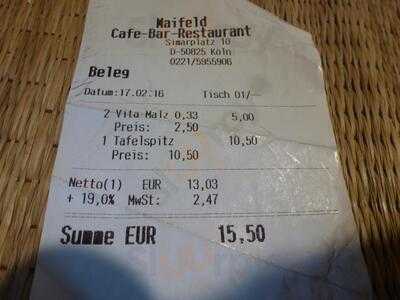 Maifeld
Cafe-Bar-Restaurant
Simarplatz 10
D-50825 Köln
0221/5955906
Beleg
Datum:17.02.16 Tisch 01/--
2 Vita-Malz 0,33 5,00
Preis: 2,50
1 Tafelspitz 10,50
Preis: 10,50
Netto(1) EUR 13,03
+ 19,0% MwSt: 2,47
Summe EUR 15,50